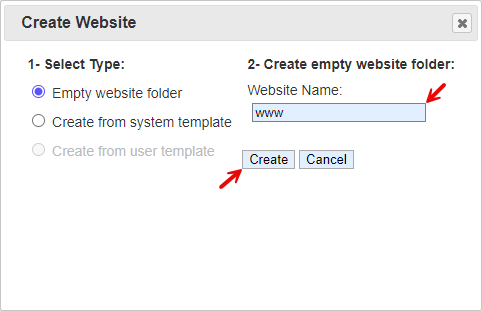 Create Website
1- Select Type:
Empty website folder
Create from system template
Create from user template
2- Create empty website folder:
Website Name:
www
Create
Cancel